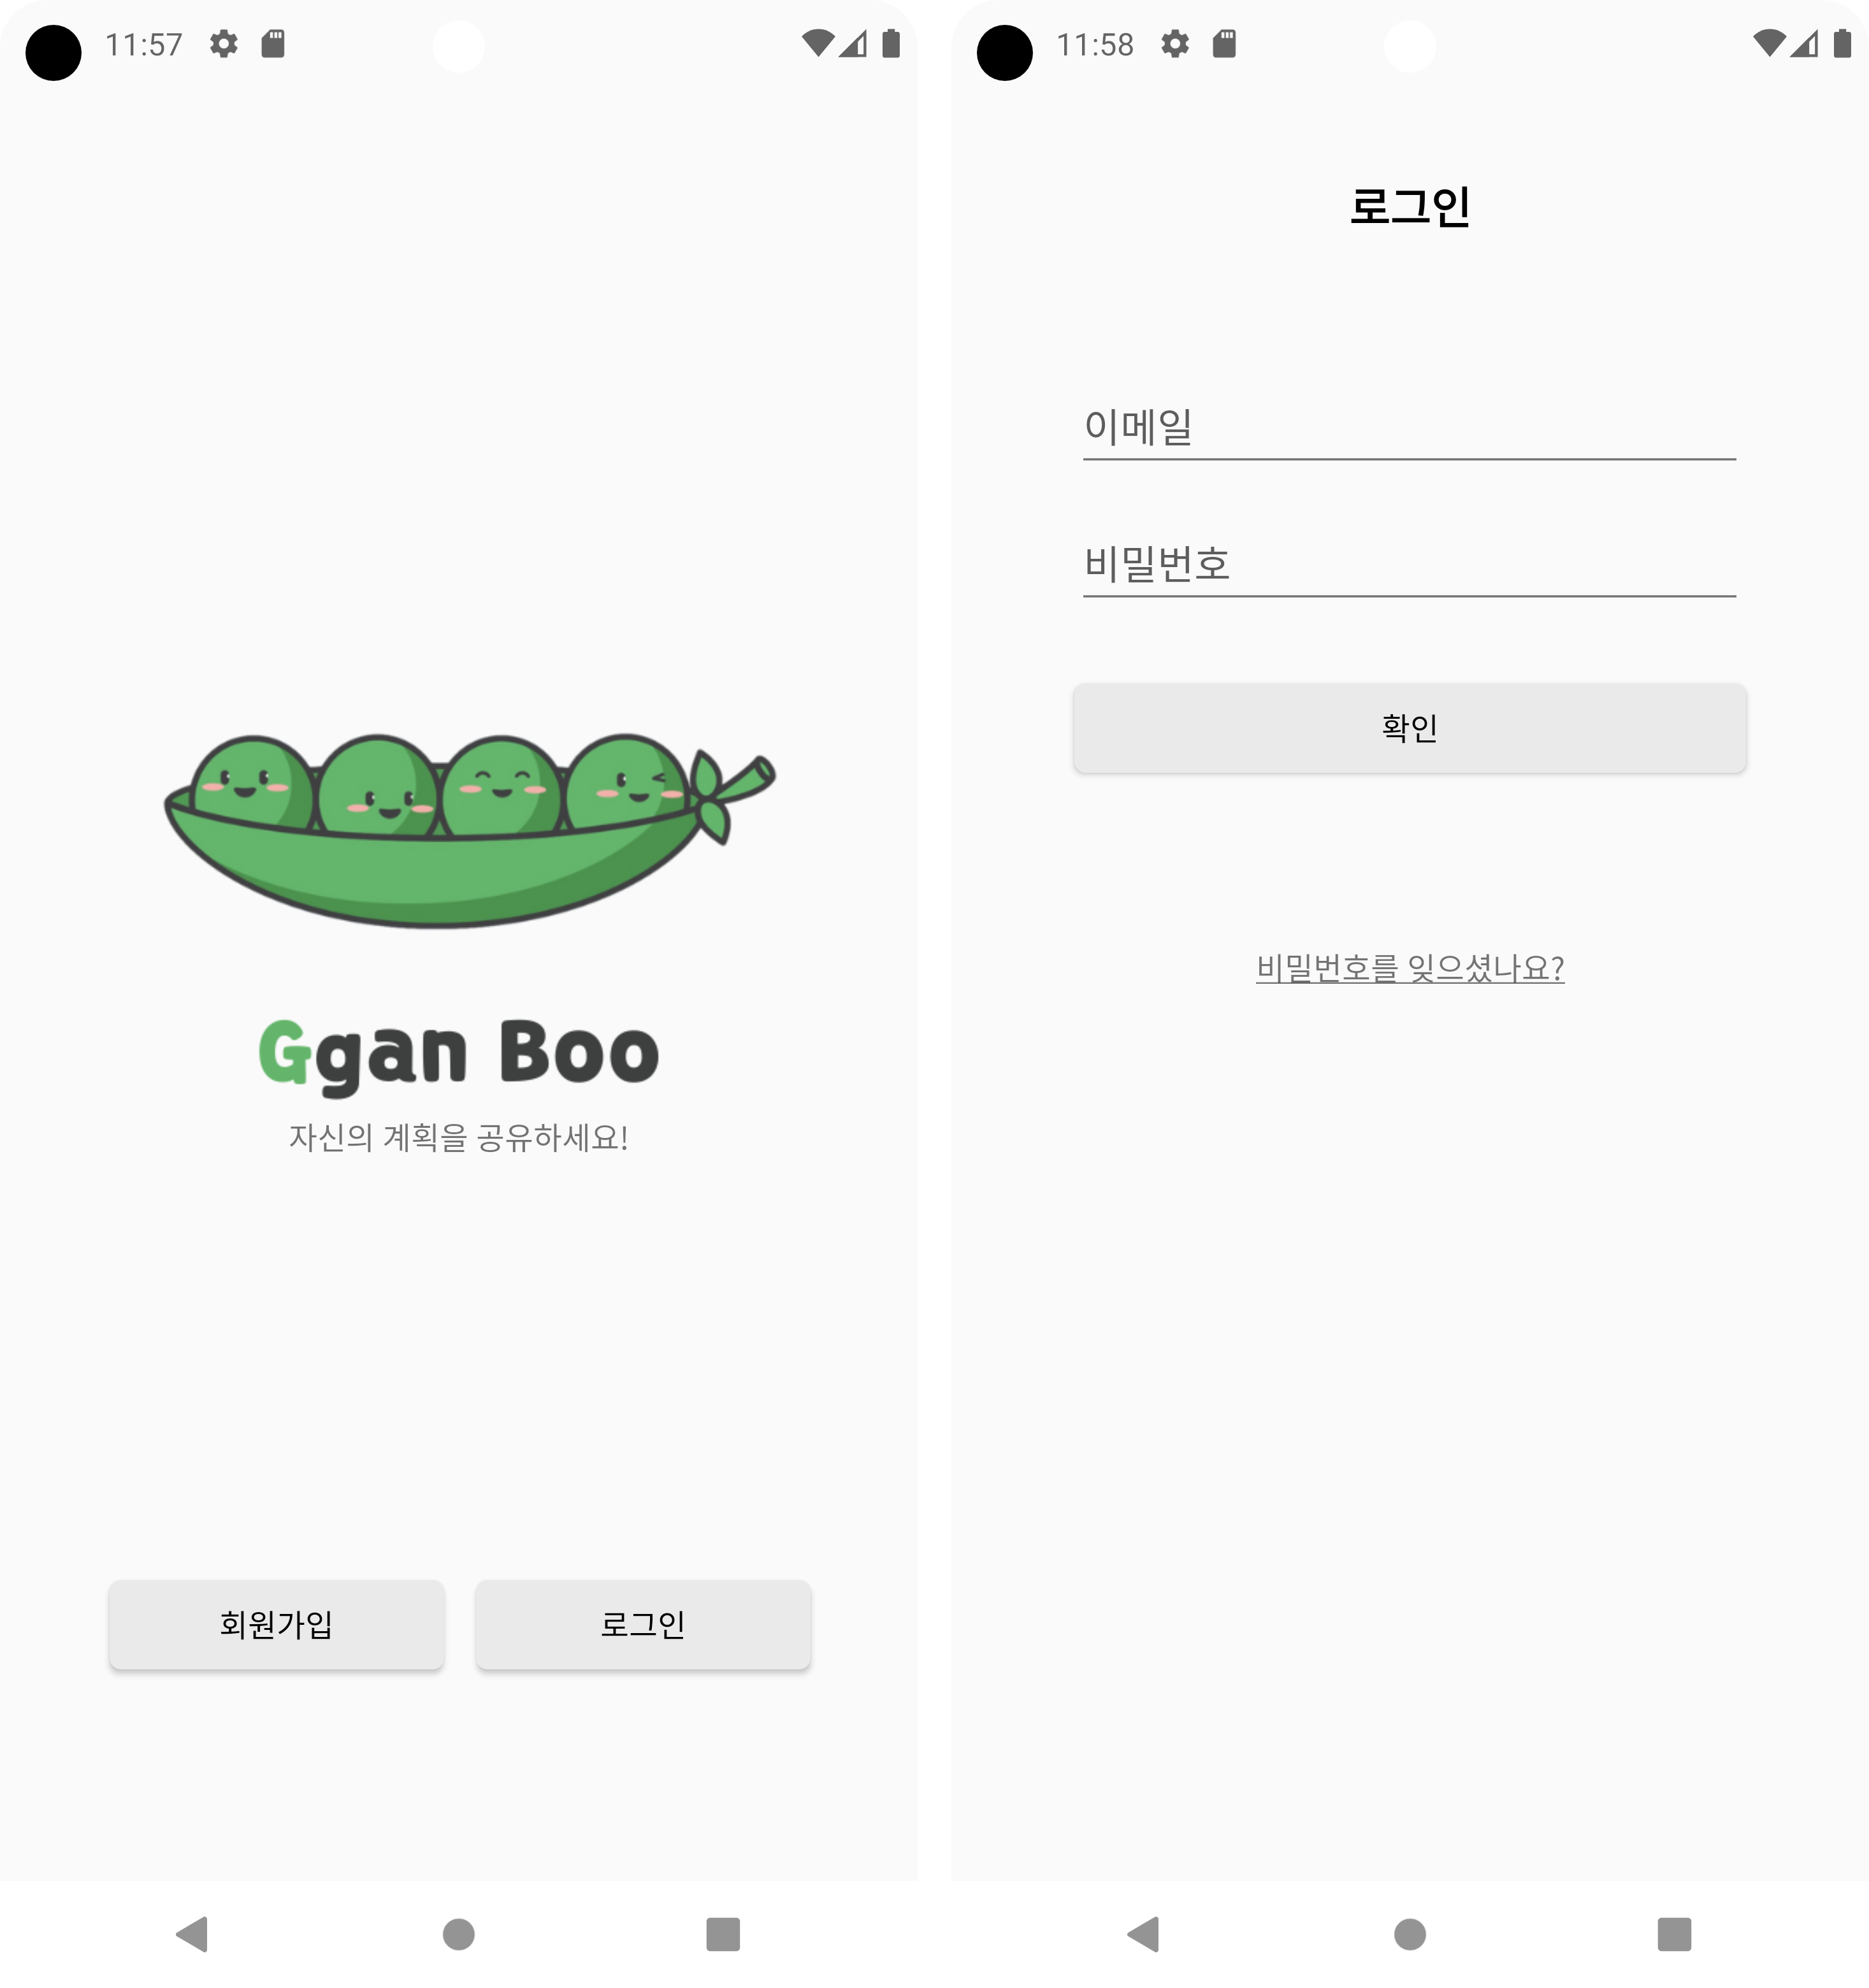 11:57
Ggan Boo
자신의 계획을 공유하세요!
회원가입
로그인
11:58
로그인
이메일
비밀번호
확인
비밀번호를 잊으셨나요?